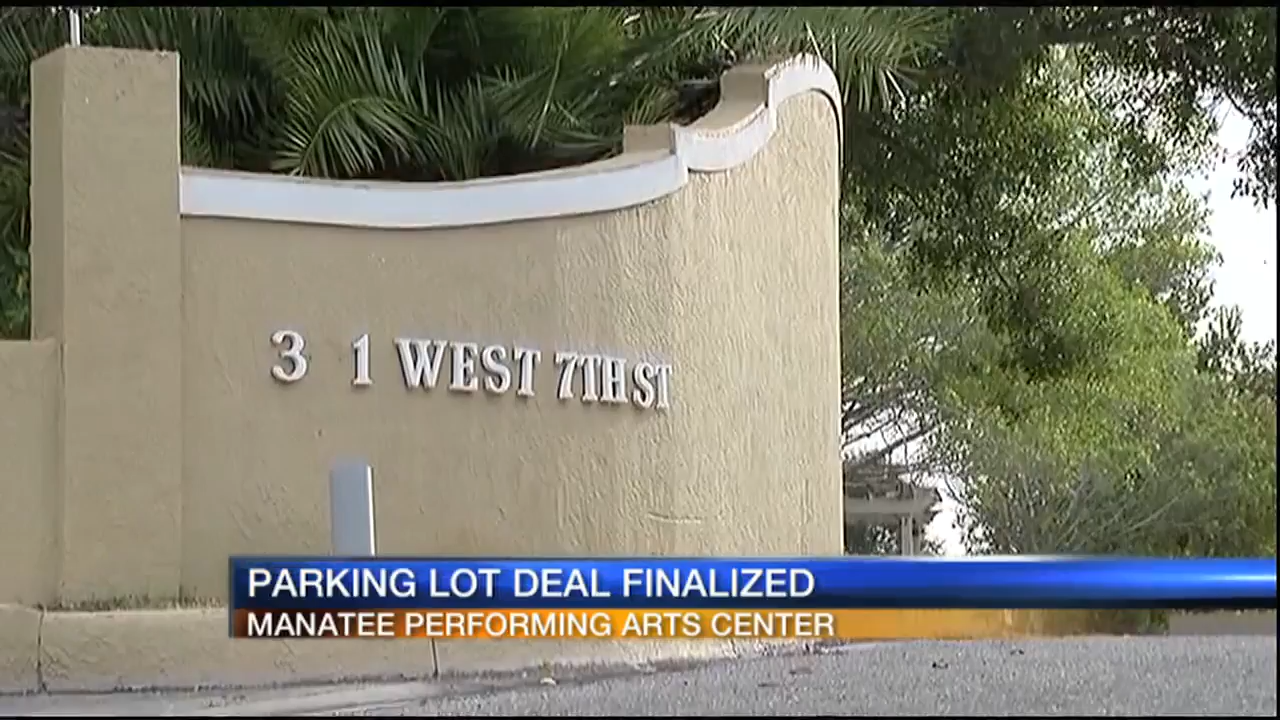 3 1 WEST 7TH ST
PARKING LOT DEAL FINALIZED
MANATEE PERFORMING ARTS CENTER